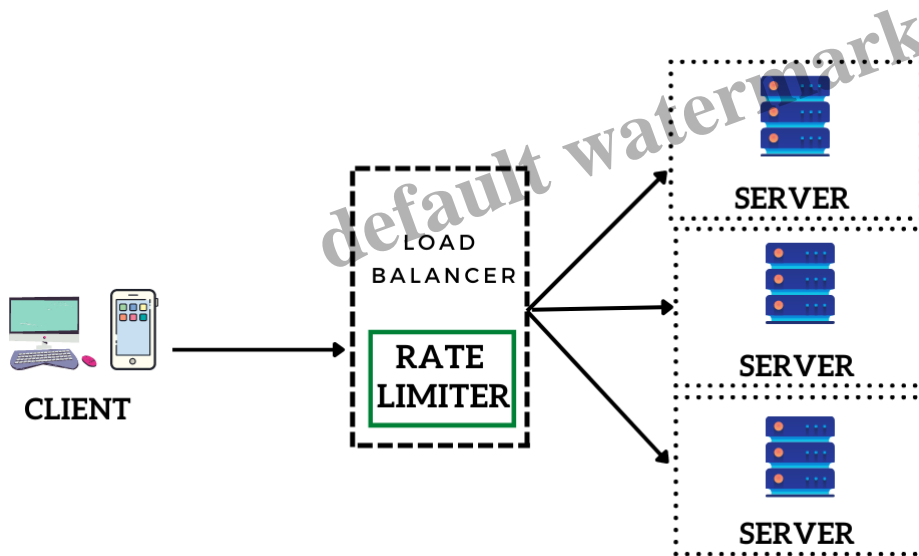 default watermark
SERVER
LOAD
BALANCER
SERVER
RATE
LIMITER
CLIENT
SERVER